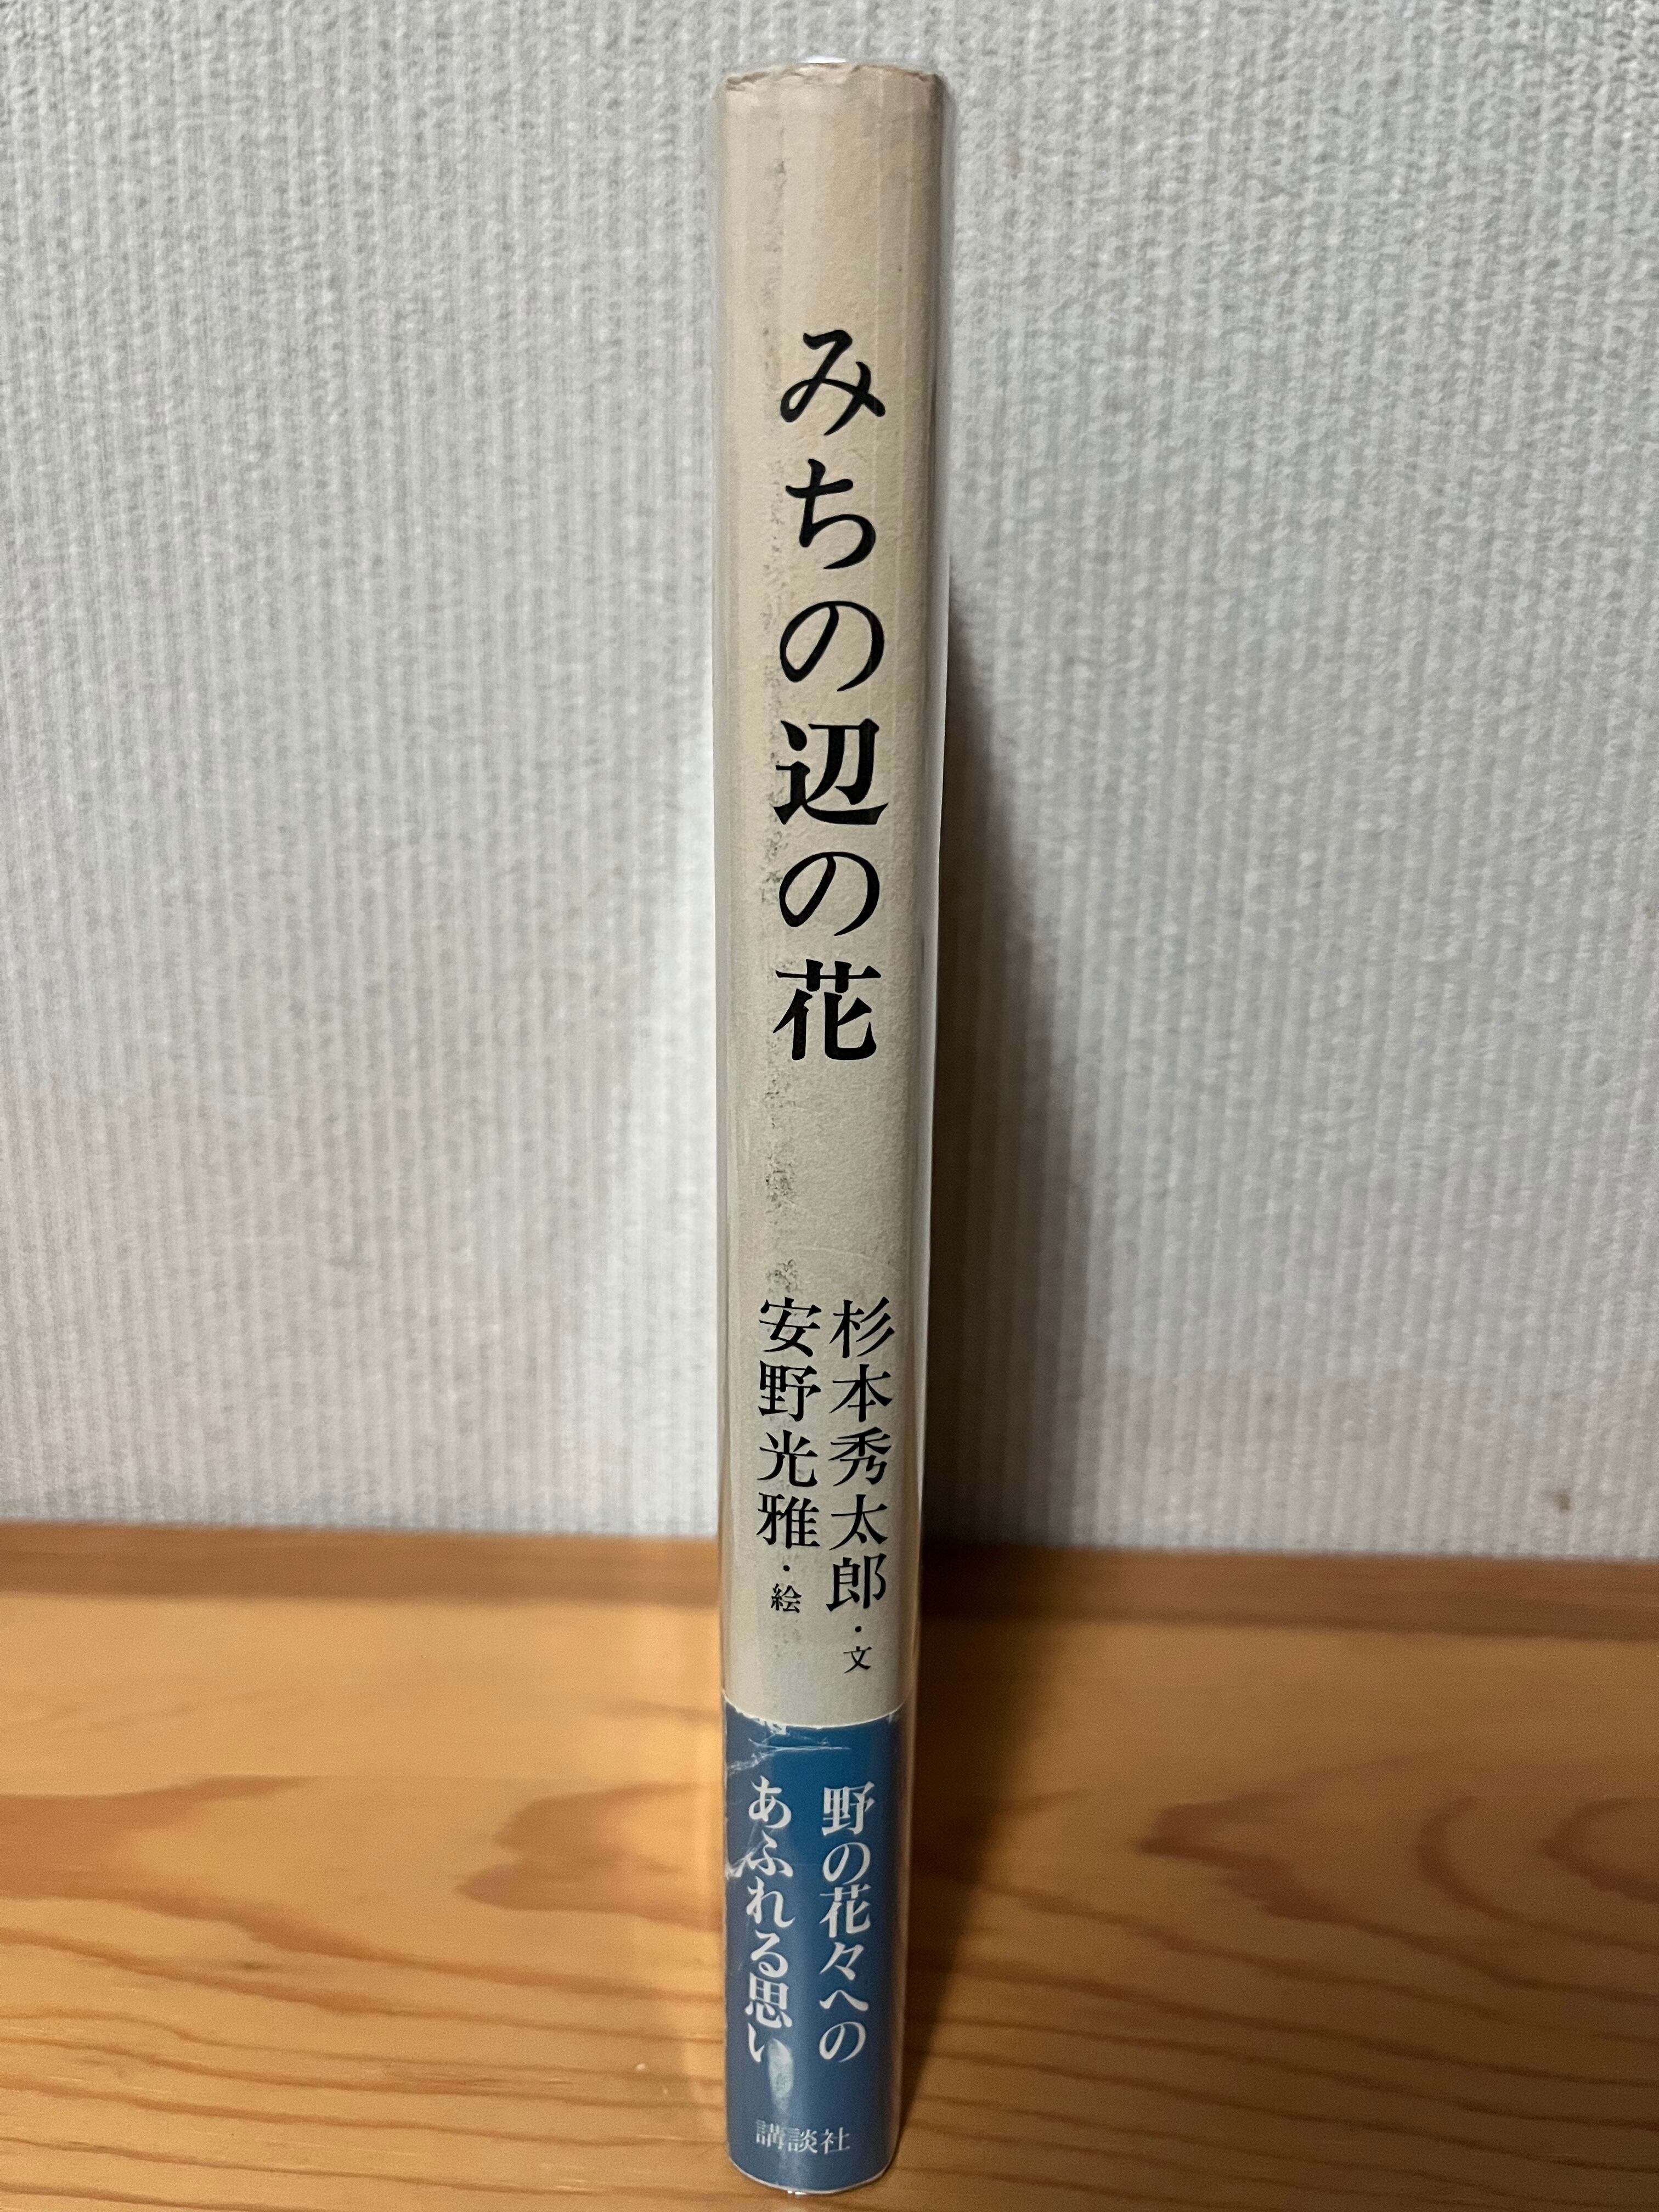 みちの辺の花
杉本秀太郎・文
安野光雅・絵
野の花々への
あふれる思い
講談社